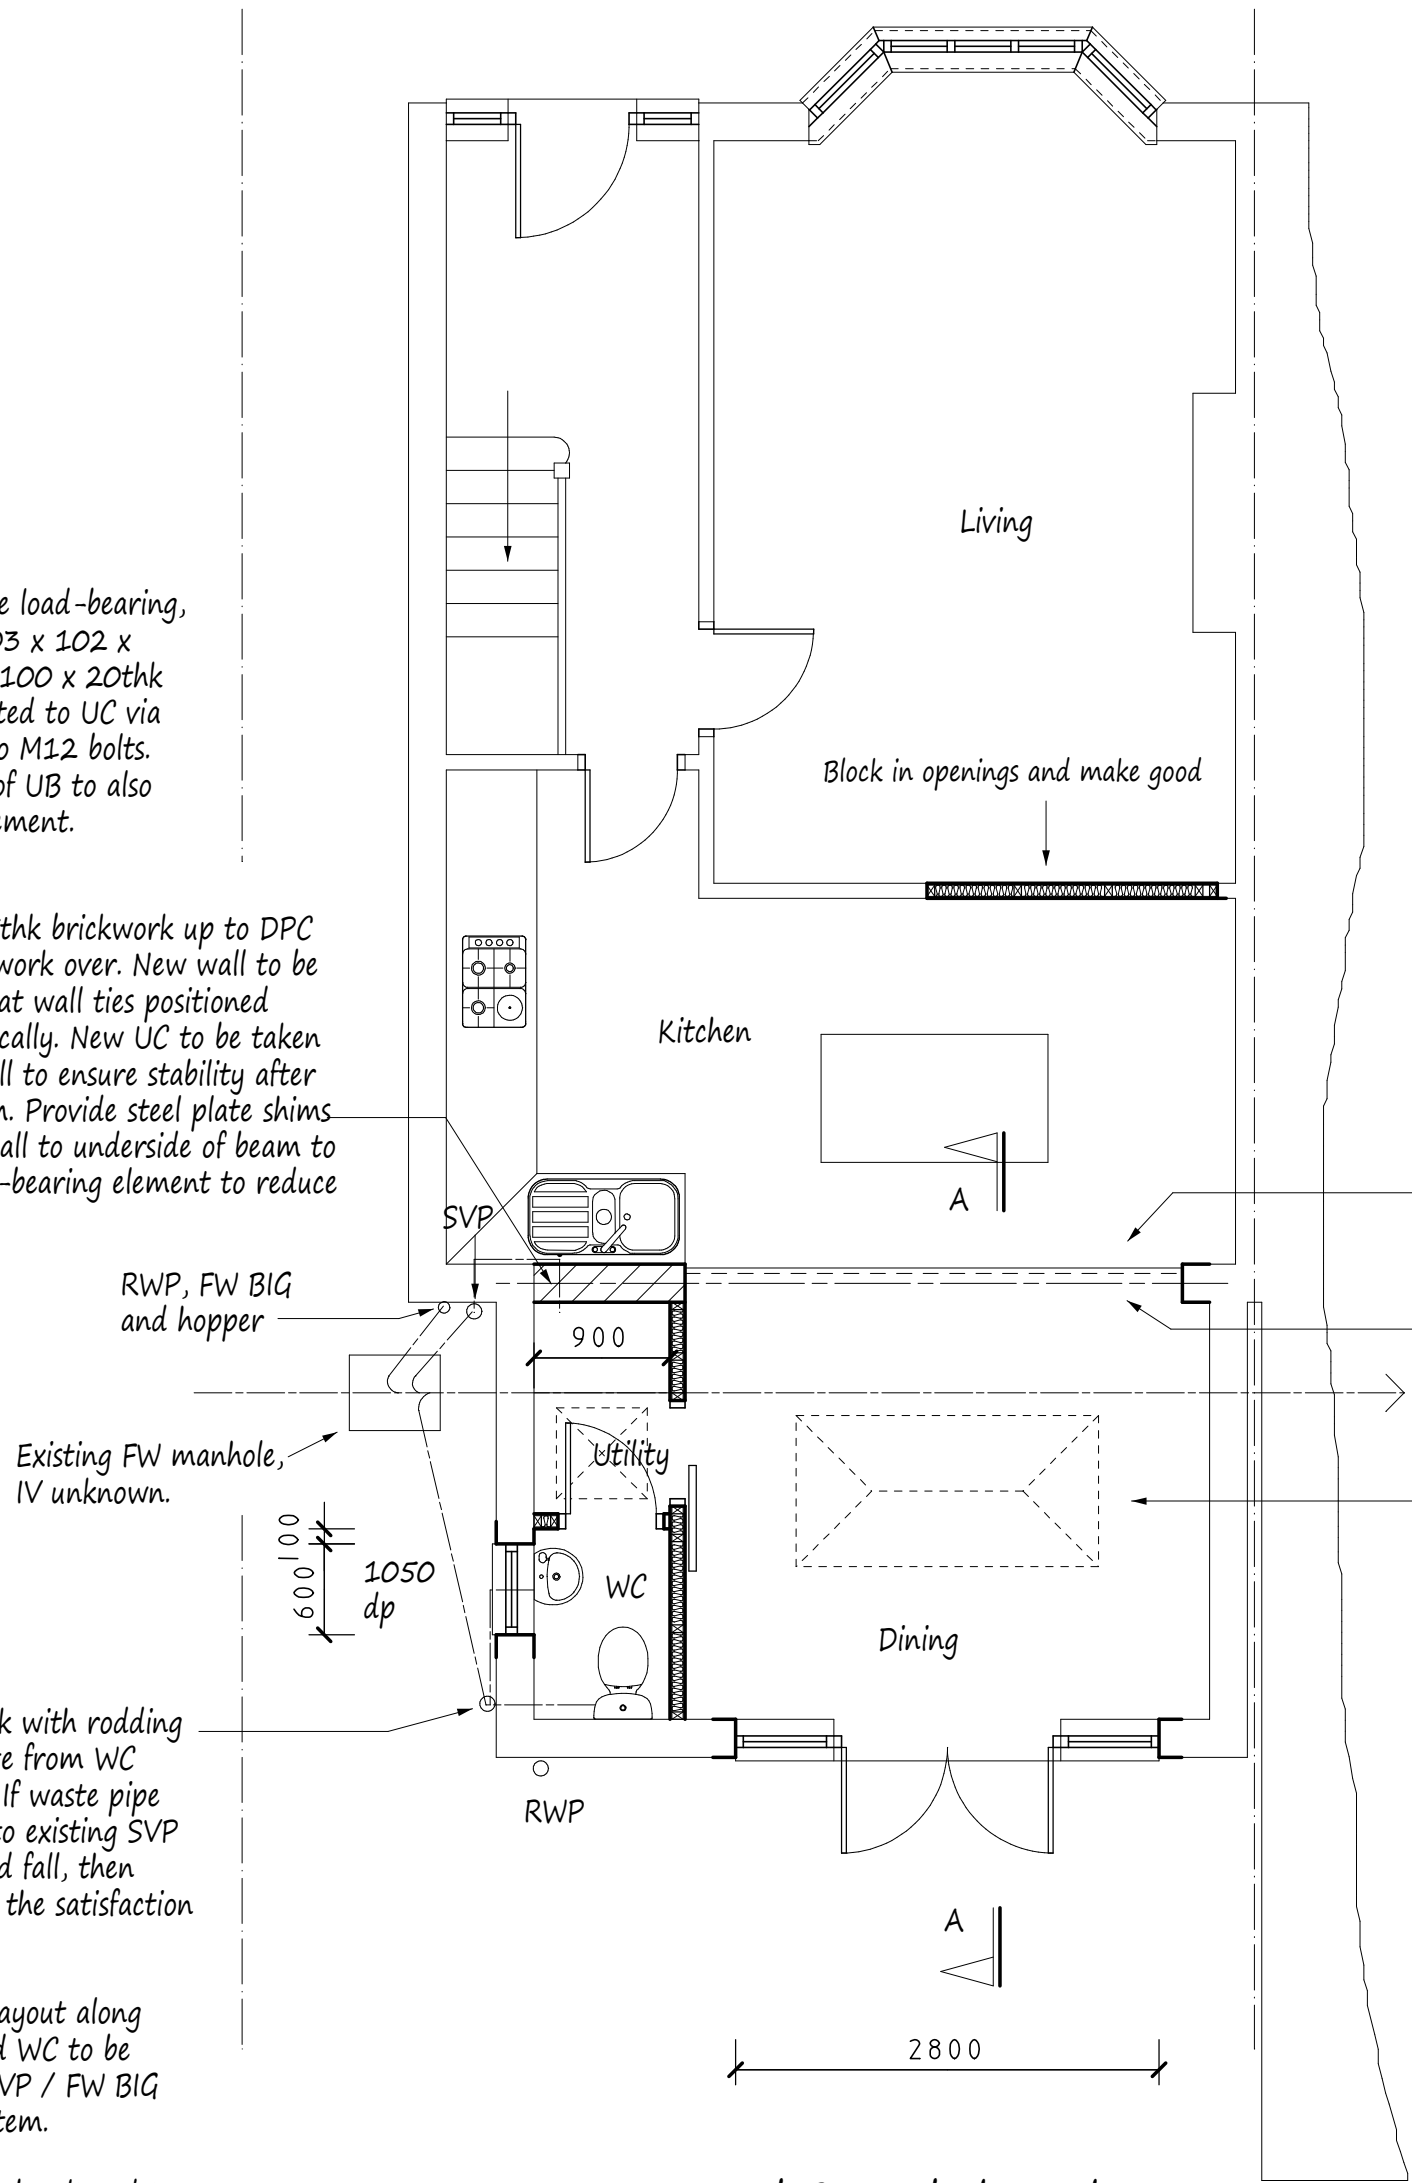 Living
e load-bearing,
03 x 102 x
100 x 20thk
ted to UC via
o M12 bolts.
of UB to also
ement.
Block in openings and make good
thk brickwork up to DPC
work over. New wall to be
at wall ties positioned
cally. New UC to be taken
ll to ensure stability after
n. Provide steel plate shims
all to underside of beam to
-bearing element to reduce
Kitchen
A
SVP
RWP, FW BIG
and hopper
900
Existing FW manhole,
IV unknown.
Utility
100
600
1050
dp
WC
Dining
k with rodding
e from WC
If waste pipe
to existing SVP
d fall, then
the satisfaction
RWP
A
ayout along
d WC to be
VP / FW BIG
tem.
2800